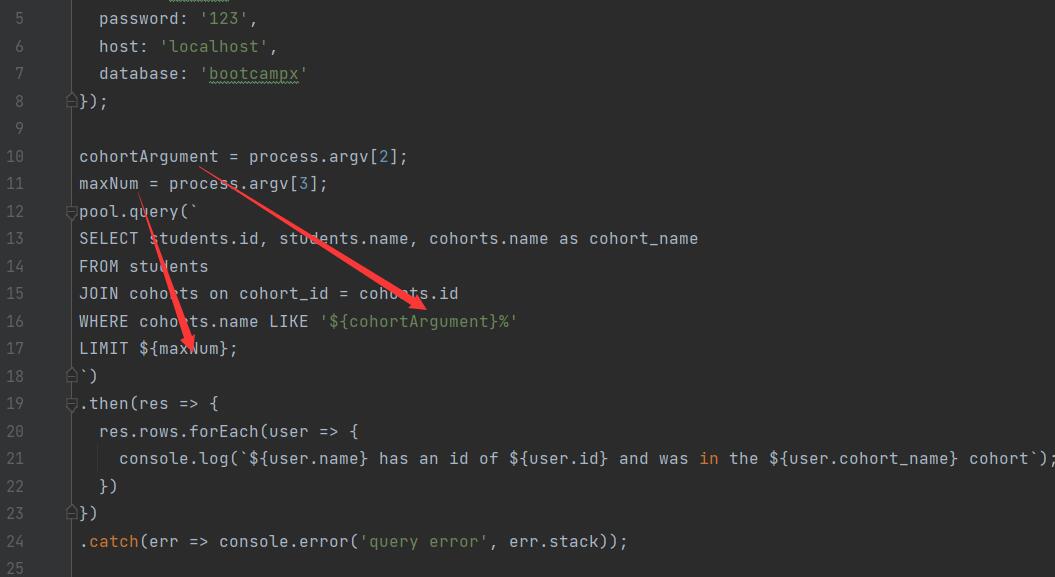 5 password: '123',
6 host: 'localhost',
7 database: 'bootcampx'
8 });
9
10 cohortArgument = process.argv[2];
11 maxNum = process.argv[3];
12 pool.query(`
13 SELECT students.id, students.name, cohorts.name as cohort_name
14 FROM students
15 JOIN cohorts on cohort_id = cohorts.id
16 WHERE cohorts.name LIKE '${cohortArgument}%'
17 LIMIT ${maxNum};
18 `)
19 .then(res => {
20 res.rows.forEach(user => {
21 console.log(`${user.name} has an id of ${user.id} and was in the ${user.cohort_name} cohort`);
22 })
23 })
24 .catch(err => console.error('query error', err.stack));
25